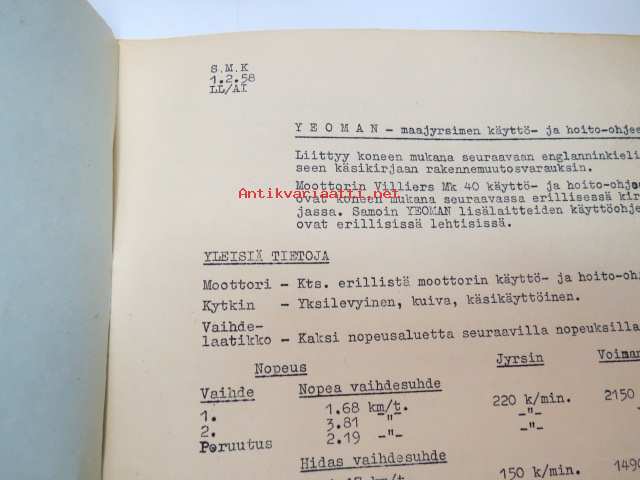 S.M.K
1.2.58
LL/AI
YEOMAN – maajyrsimen käyttö- ja hoito-ohjee
Liittyy koneen mukana seuraavaan englanninkieli
seen käsikirjaan rakennemuutosvarauksin.
Moottorin Villiers Mk 40 käyttö- ja hoito-ohje
Antikvariaatti.net
ovat koneen mukana seuraavassa erillisessä kir
jassa. Samoin YEOMAN lisälaitteiden käyttöohje
ovat erillisissä lehtisissä.
YLEISIÄ TIETOJA
Moottori – Kts. erillistä moottorin käyttö- ja hoito-oh
Kytkin – Yksilevyinen, kuiva, käsikäyttöinen.
Vaihde-
laatikko – Kaksi nopeusaluetta seuraavilla nopeuksilla
Nopeus Jyrsin Voiman
Vaihde Nopea vaihdesuhde
1. 1.68 km/t. 220 k/min. 2150
2. 3.81 " –"– –"
Peruutus 2.19 –"– –"–
Hidas vaihdesuhde
150 k/min. 1490